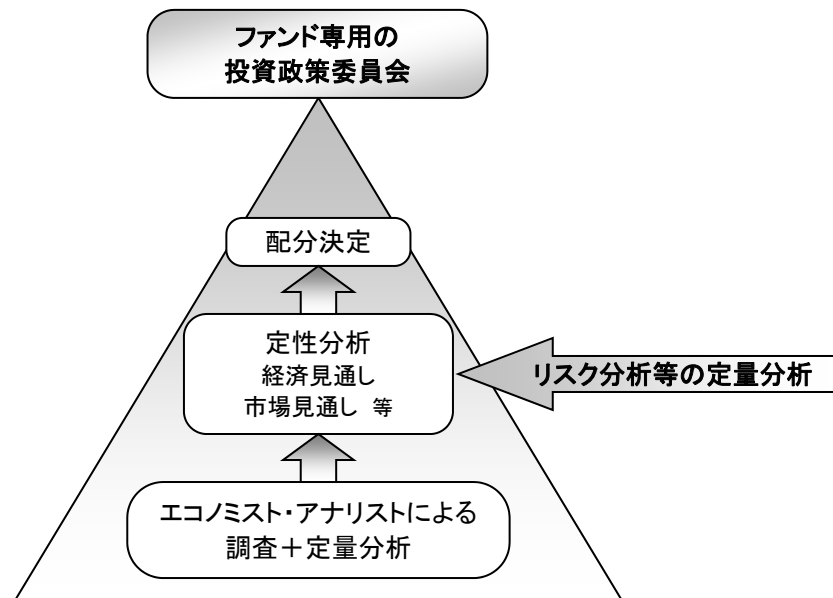 ファンド専用の
投資政策委員会
配分決定
定性分析
経済見通し
市場見通し 等
リスク分析等の定量分析
エコノミスト・アナリストによる
調査＋定量分析